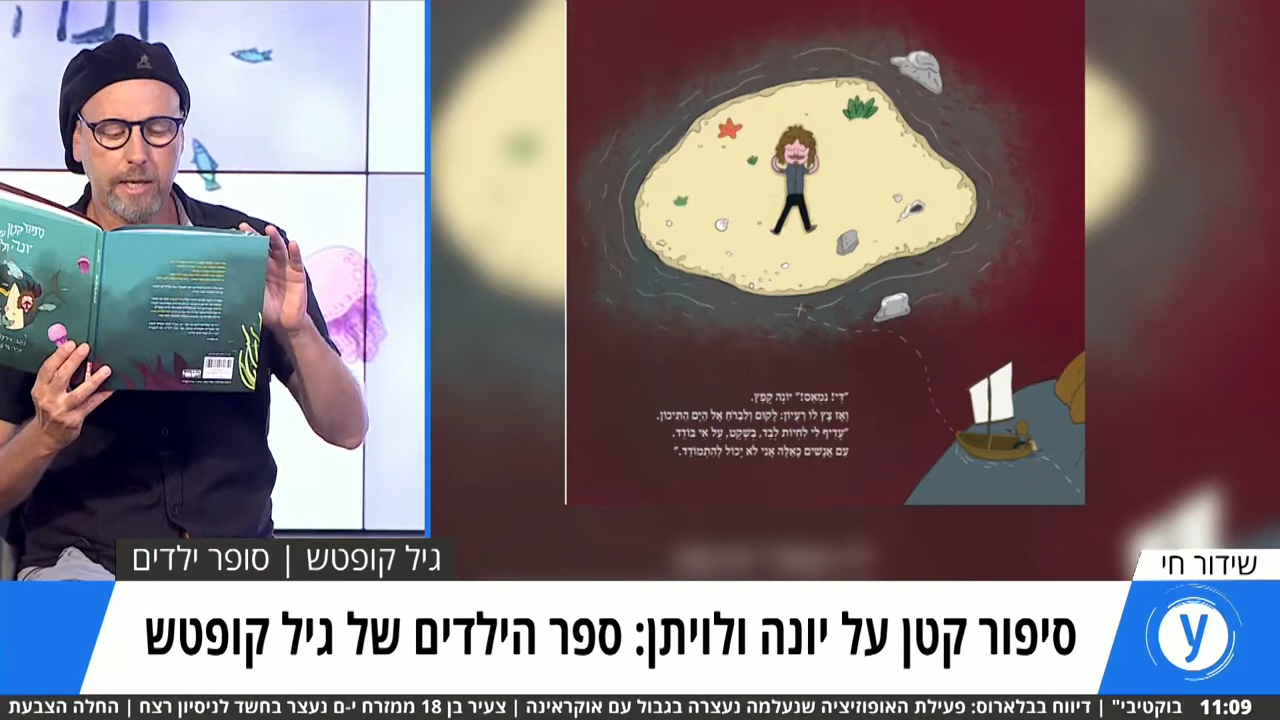 ספור קטן
"דַּי! נִמְאַס!" יוֹנָה קָפַץ.
וְאָז צָץ לוֹ רַעְיוֹן: לָקוּם וְלִבְרֹחַ אֶל הַיָּם הַתִּיכוֹן.
"עָדִיף לִי לִחְיוֹת לְבַד, בְּשֶׁקֶט, עַל אִי בּוֹדֵד.
עִם אֲנָשִׁים כָּאֵלֶּה אֲנִי לֹא יָכוֹל לְהִתְמוֹדֵד."
גיל קופטש | סופר ילדים
שידור חי
סיפור קטן על יונה ולויתן: ספר הילדים של גיל קופטש
y
11:09 בוקטיבי" | דיווח בבלארוס: פעילת האופוזיציה שנעלמה נעצרה בגבול עם אוקראינה | צעיר בן 18 ממזרח י-ם נעצר בחשד לניסיון רצח | החלה הצבעת